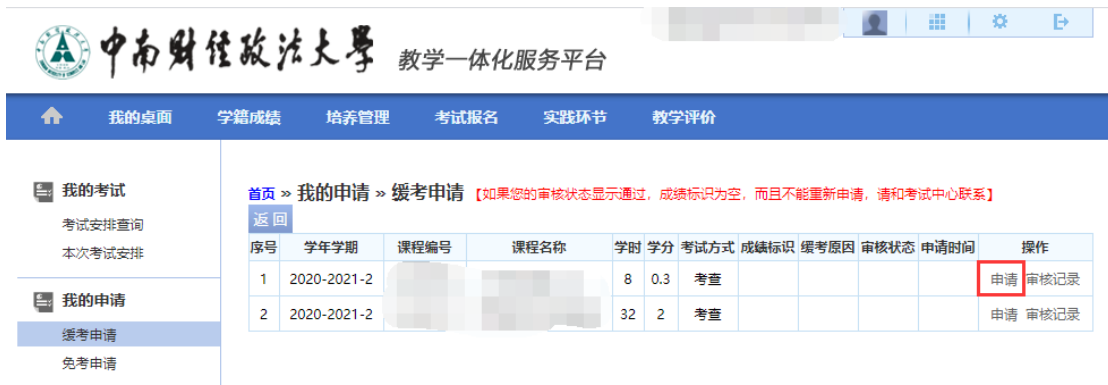 中南财经政法大学 教学一体化服务平台
我的桌面 学籍成绩 培养管理 考试报名 实践环节 教学评价
我的考试
考试安排查询
本次考试安排
我的申请
缓考申请
免考申请
首页 » 我的申请 » 缓考申请 【如果您的审核状态显示通过，成绩标识为空，而且不能重新申请，请和考试中心联系】
返回
序号 学年学期 课程编号 课程名称 学时 学分 考试方式 成绩标识 缓考原因 审核状态 申请时间 操作
1 2020-2021-2 8 0.3 考查 申请 审核记录
2 2020-2021-2 32 2 考查 申请 审核记录